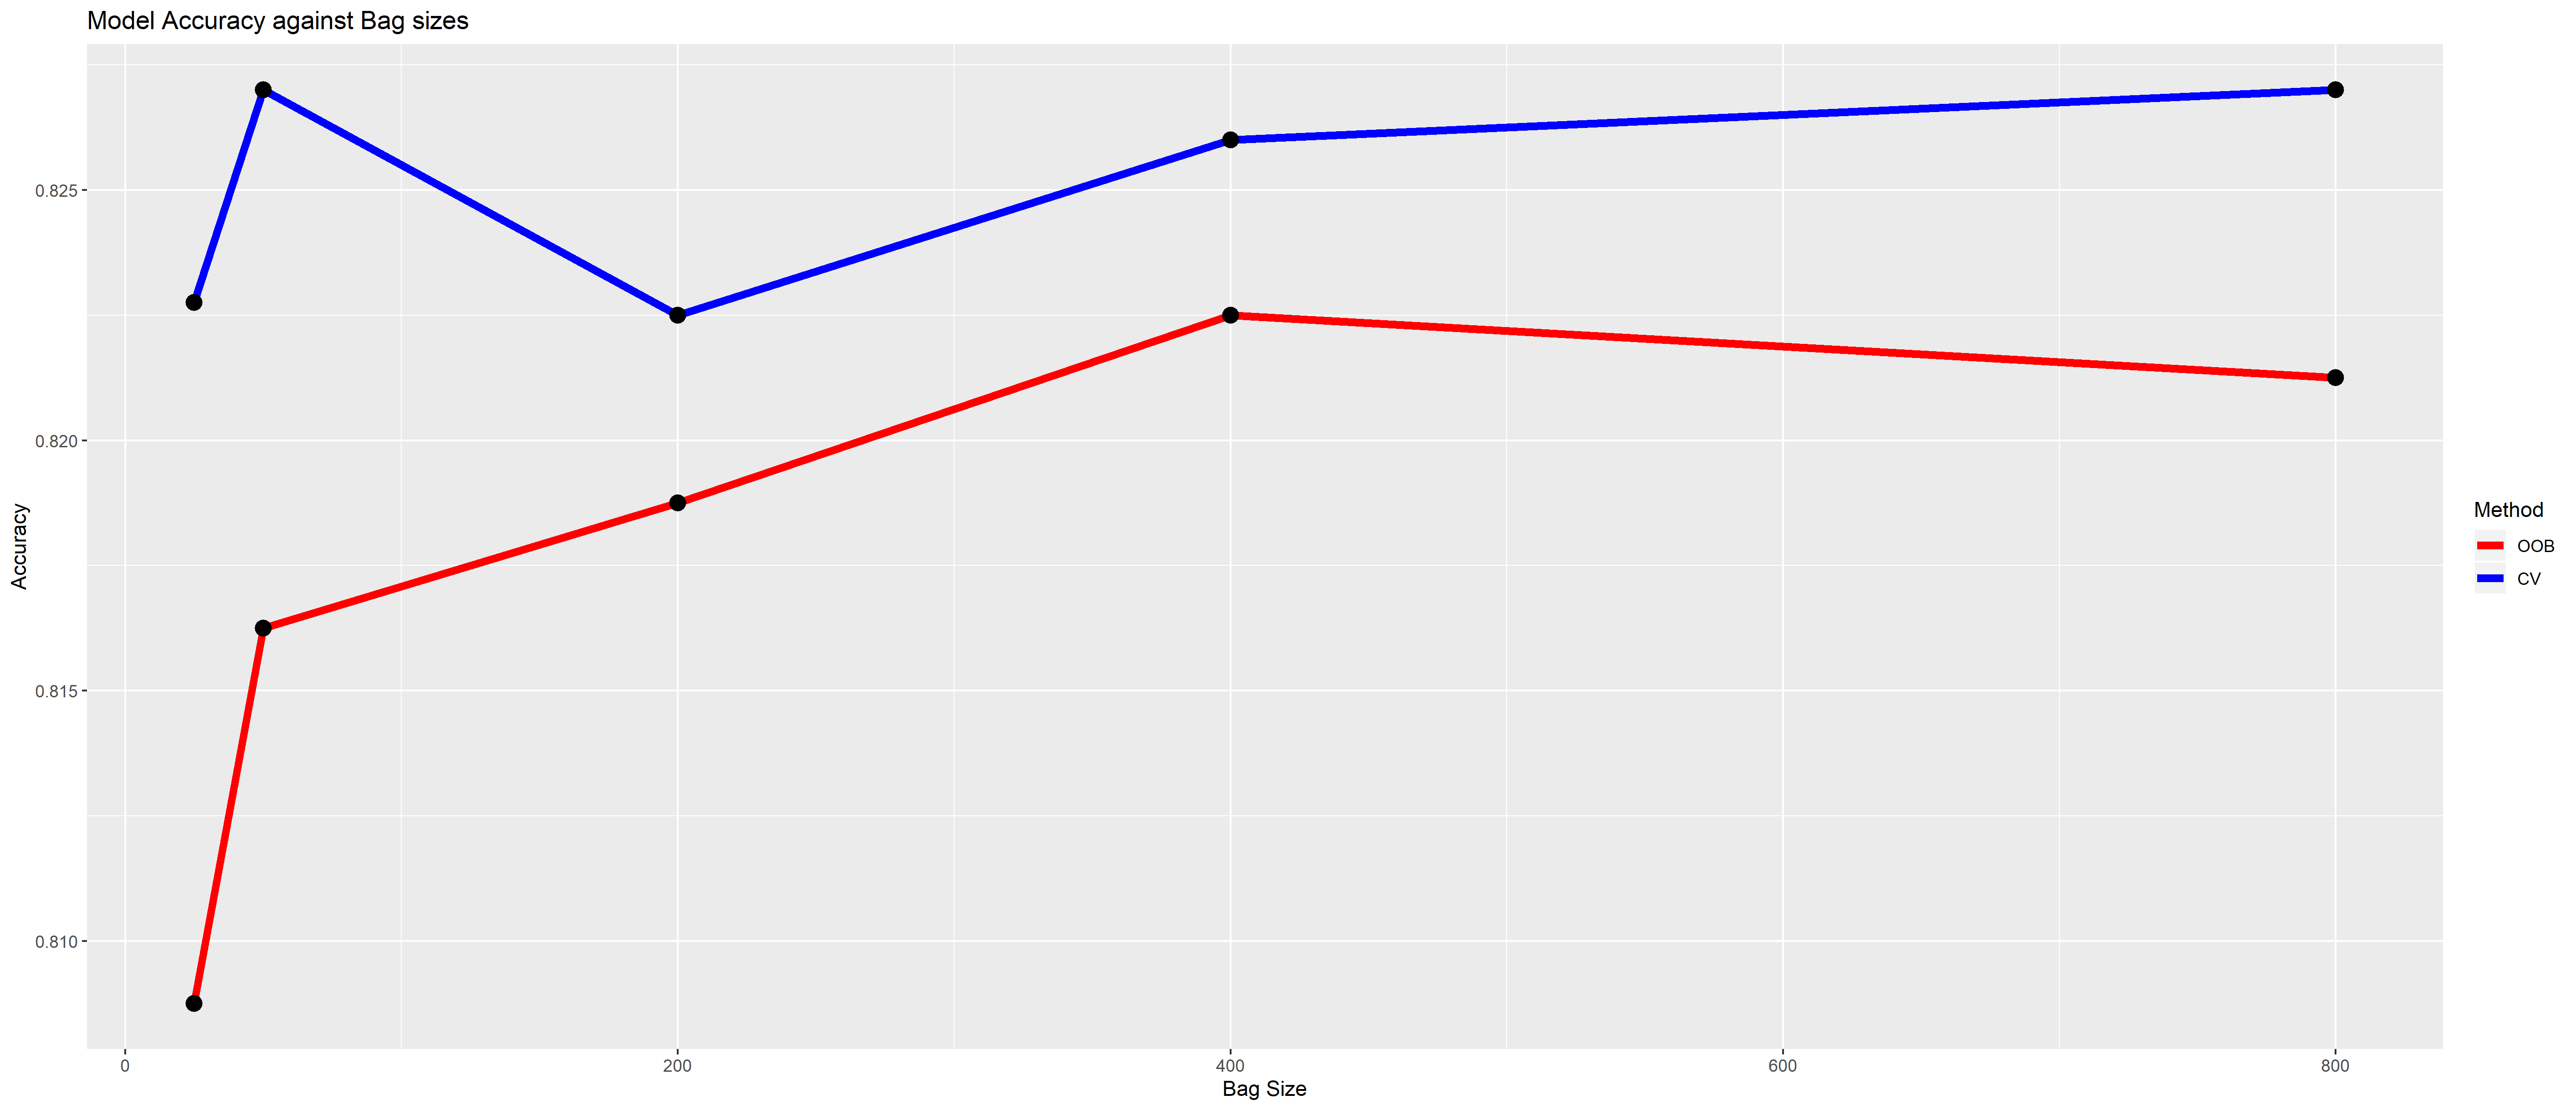 Model Accuracy against Bag sizes
0.825
0.820
0.815
0.810
Accuracy
0
200
400
600
800
Bag Size
Method
OOB
CV